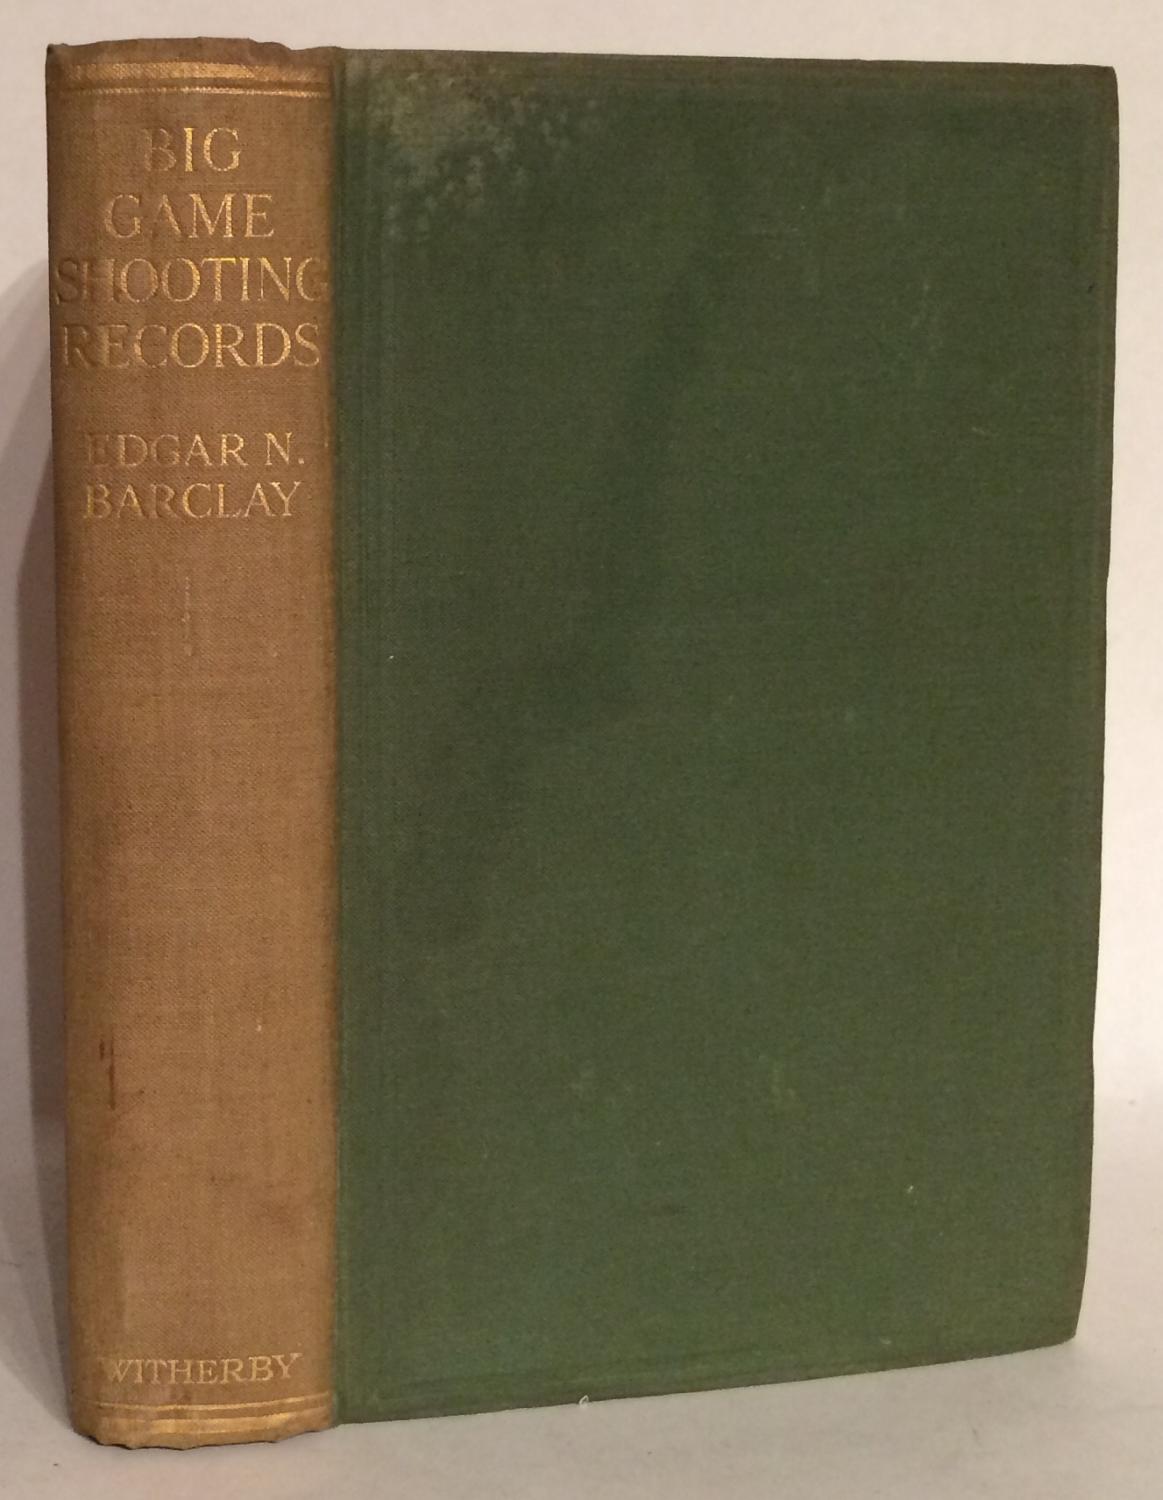 BIG
GAME
SHOOTING
RECORDS
EDGAR N.
BARCLAY
WITHERBY